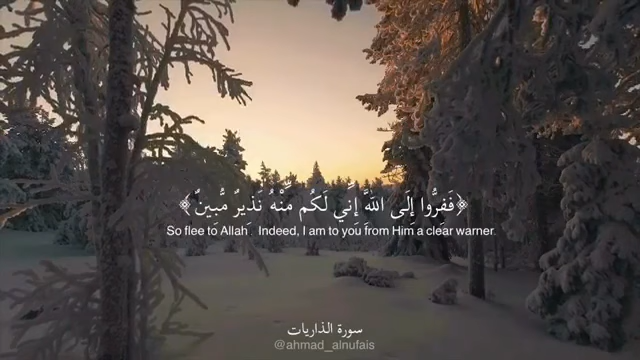 ﴿فَفِرُّوا إِلَى اللَّهِ إِنِّي لَكُم مِّنْهُ نَذِيرٌ مُّبِينٌ﴾
So flee to Allah. Indeed, I am to you from Him a clear warner.
سورة الذاريات
@ahmad_alnufais